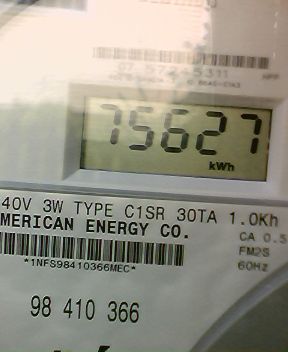 75627
kWh
40V 3W TYPE C1SR 30TA 1.0Kh
MERICAN ENERGY CO.
CA 0.5
*1NFS98410366MEC*
FM2S
60Hz
98 410 366